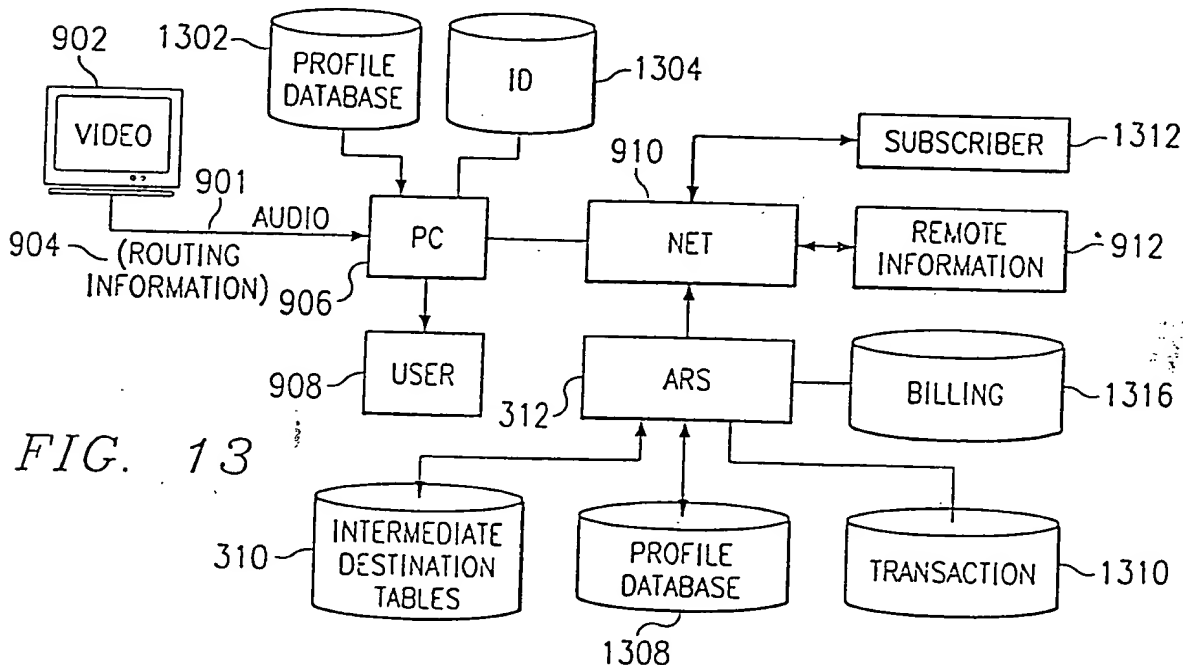 1302
902
PROFILE
DATABASE
ID
1304
VIDEO
910
SUBSCRIBER
1312
901
AUDIO
904
(ROUTING
INFORMATION)
PC
906
NET
REMOTE
INFORMATION
912
908
USER
312
ARS
BILLING
1316
FIG. 13
310
INTERMEDIATE
DESTINATION
TABLES
PROFILE
DATABASE
1308
TRANSACTION
1310